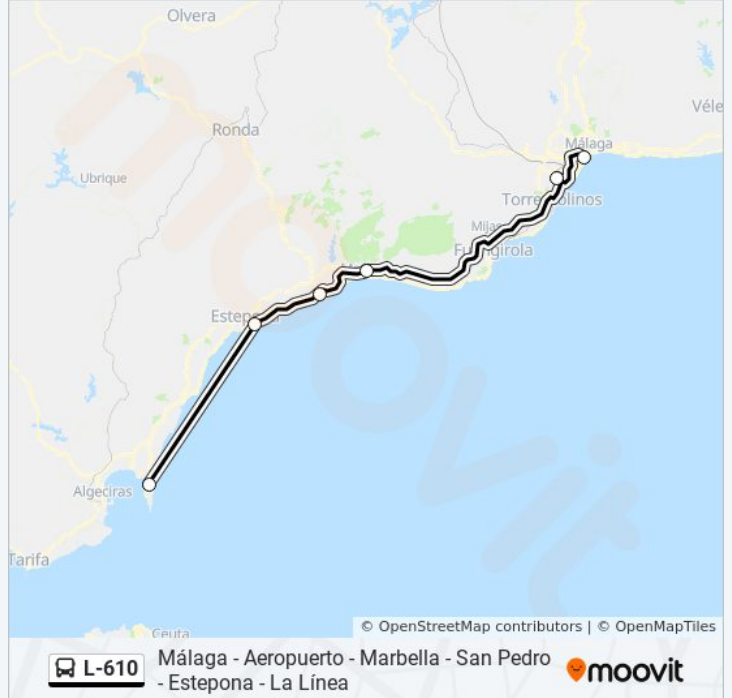 Olvera
Ronda
Ubrique
Málaga
Torremolinos
Mijas
Fuengirola
Estepona
Algeciras
Tarifa
Ceuta
moovit
© OpenStreetMap contributors | © OpenMapTiles
L-610
Málaga - Aeropuerto - Marbella - San Pedro
- Estepona - La Línea
moovit